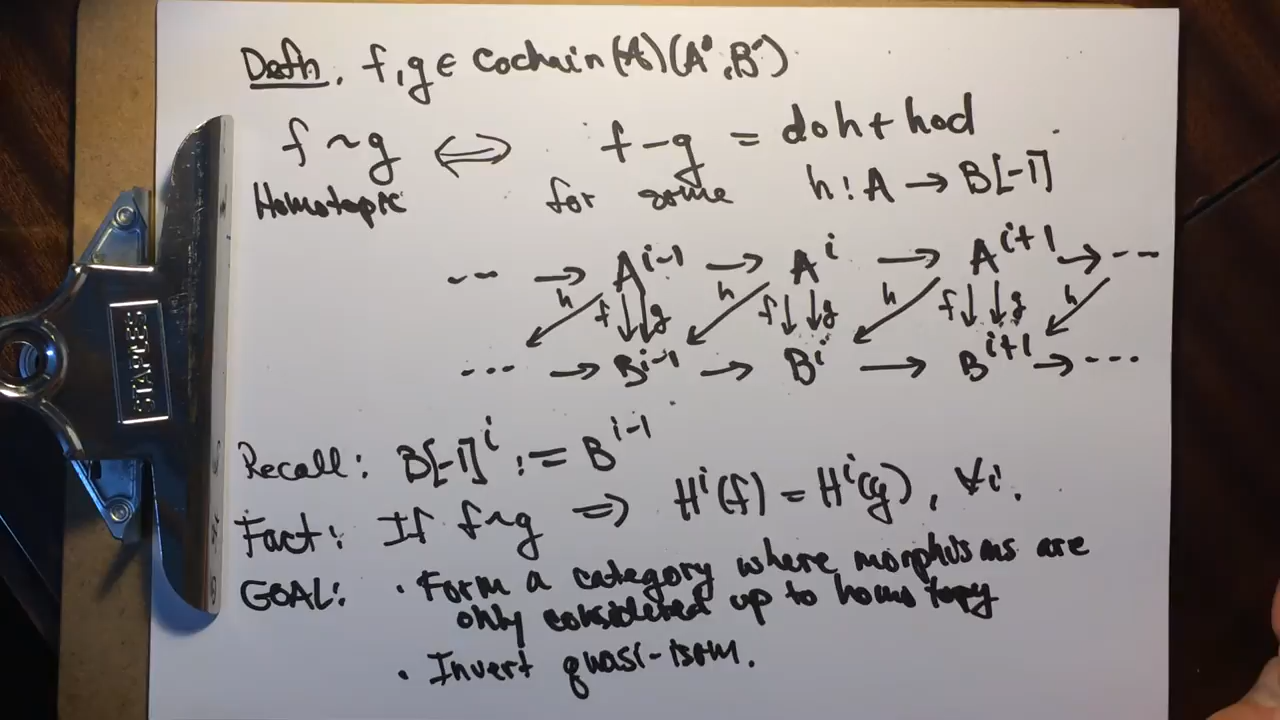 Defn. f,g ∈ Cochain(A)(A•,B•)
f ~ g ⟺ f - g = d∘h + h∘d
Homotopic for some h: A → B[-1]
--- → A^{i-1} → A^i → A^{i+1} → ---
h f g h f g h f g h
... → B^{i-1} → B^i → B^{i+1} → ...
Recall: B[-1]^i := B^{i-1}
Fact: If f~g ⇒ H^i(f) = H^i(g), ∀i.
GOAL: · Form a category where morphisms are
only considered up to homotopy
· Invert quasi-isom.
STAPLES